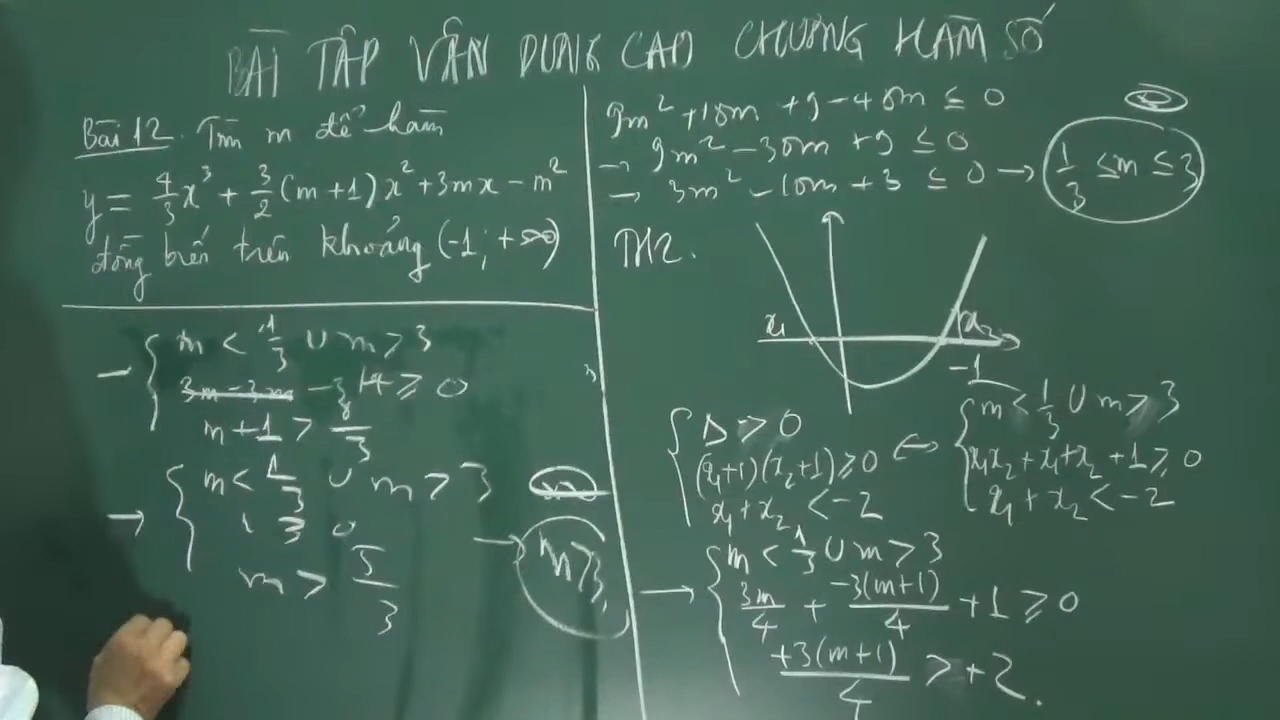 BÀI TẬP VẬN DỤNG CAO CHƯƠNG HÀM SỐ
Bài 12. Tìm m để hàm
y = 4/3 x³ + 3/2 (m+1)x² + 3mx - m²
đồng biến trên khoảng (-1; +∞)
9m² + 18m + 9 - 48m ≤ 0
→ 9m² - 30m + 9 ≤ 0
→ 3m² - 10m + 3 ≤ 0 → 1/3 ≤ m ≤ 3
TH2.
x₁ x₂
-1
{ Δ > 0
(x₁+1)(x₂+1) ≥ 0
x₁ + x₂ < -2
⇔ { m < 1/3 ∪ m > 3
x₁x₂ + x₁ + x₂ + 1 ≥ 0
x₁ + x₂ < -2
→ { m < 1/3 ∪ m > 3
3m/4 + -3(m+1)/4 + 1 ≥ 0
+3(m+1)/4 > +2.
→ { m < 1/3 ∪ m > 3
3m - 3m - 3 + 4 ≥ 0
m + 1 > 8/3
→ { m < 1/3 ∪ m > 3
1 ≥ 0
m > 5/3
→ m > 3